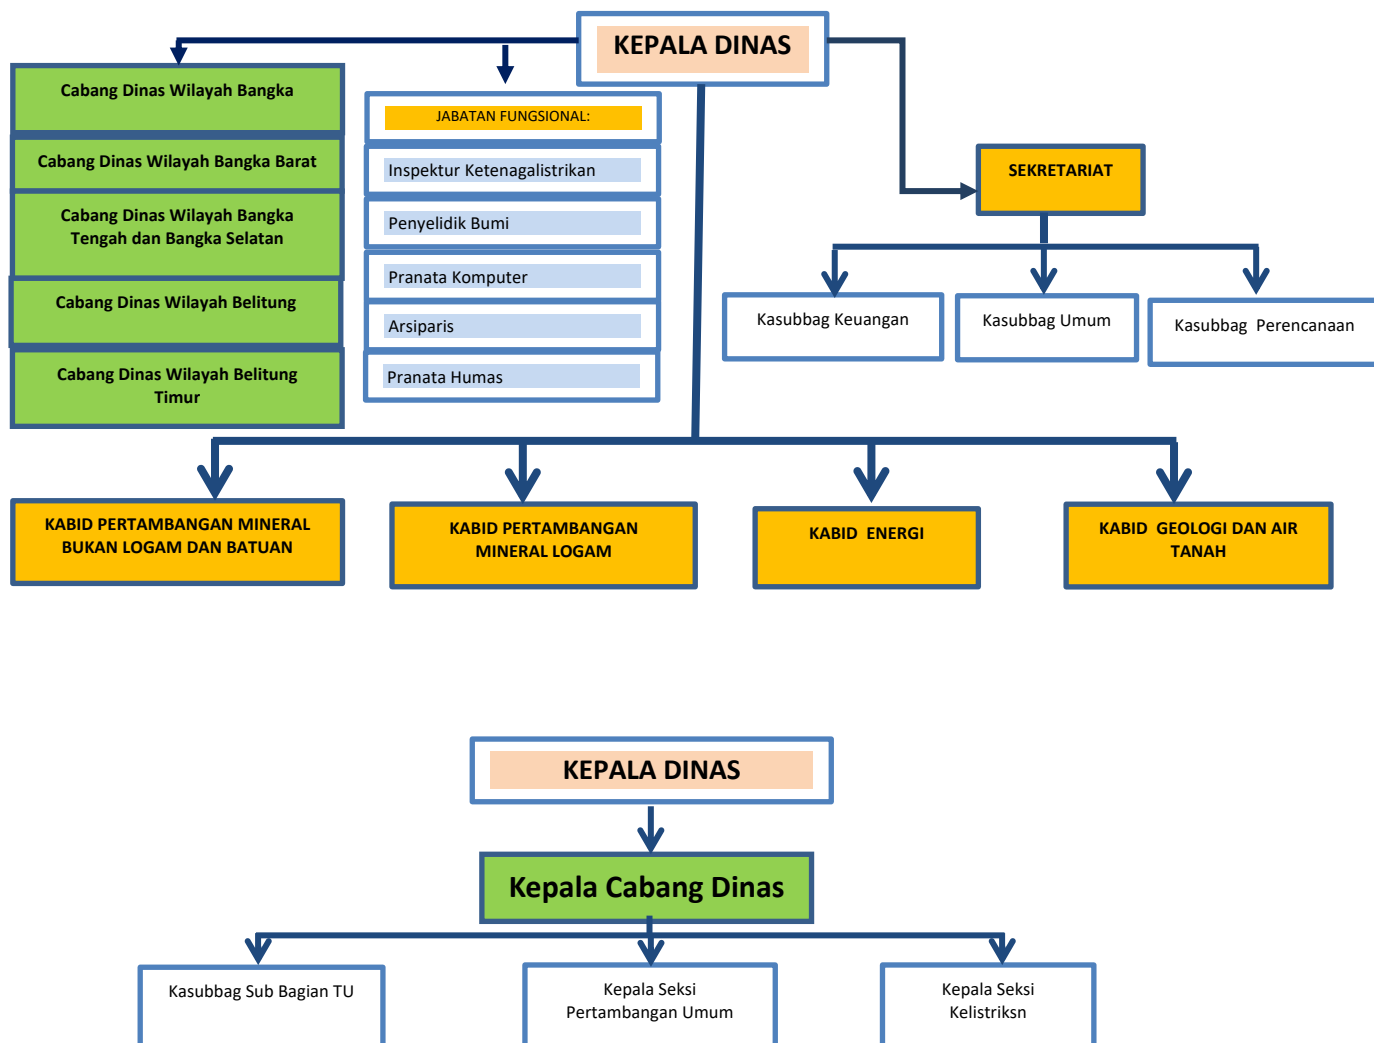 KEPALA DINAS
Cabang Dinas Wilayah Bangka
Cabang Dinas Wilayah Bangka Barat
Cabang Dinas Wilayah Bangka
Tengah dan Bangka Selatan
Cabang Dinas Wilayah Belitung
Cabang Dinas Wilayah Belitung
Timur
JABATAN FUNGSIONAL:
Inspektur Ketenagalistrikan
Penyelidik Bumi
Pranata Komputer
Arsiparis
Pranata Humas
SEKRETARIAT
Kasubbag Keuangan
Kasubbag Umum
Kasubbag Perencanaan
KABID PERTAMBANGAN MINERAL
BUKAN LOGAM DAN BATUAN
KABID PERTAMBANGAN
MINERAL LOGAM
KABID ENERGI
KABID GEOLOGI DAN AIR
TANAH
KEPALA DINAS
Kepala Cabang Dinas
Kasubbag Sub Bagian TU
Kepala Seksi
Pertambangan Umum
Kepala Seksi
Kelistriksn